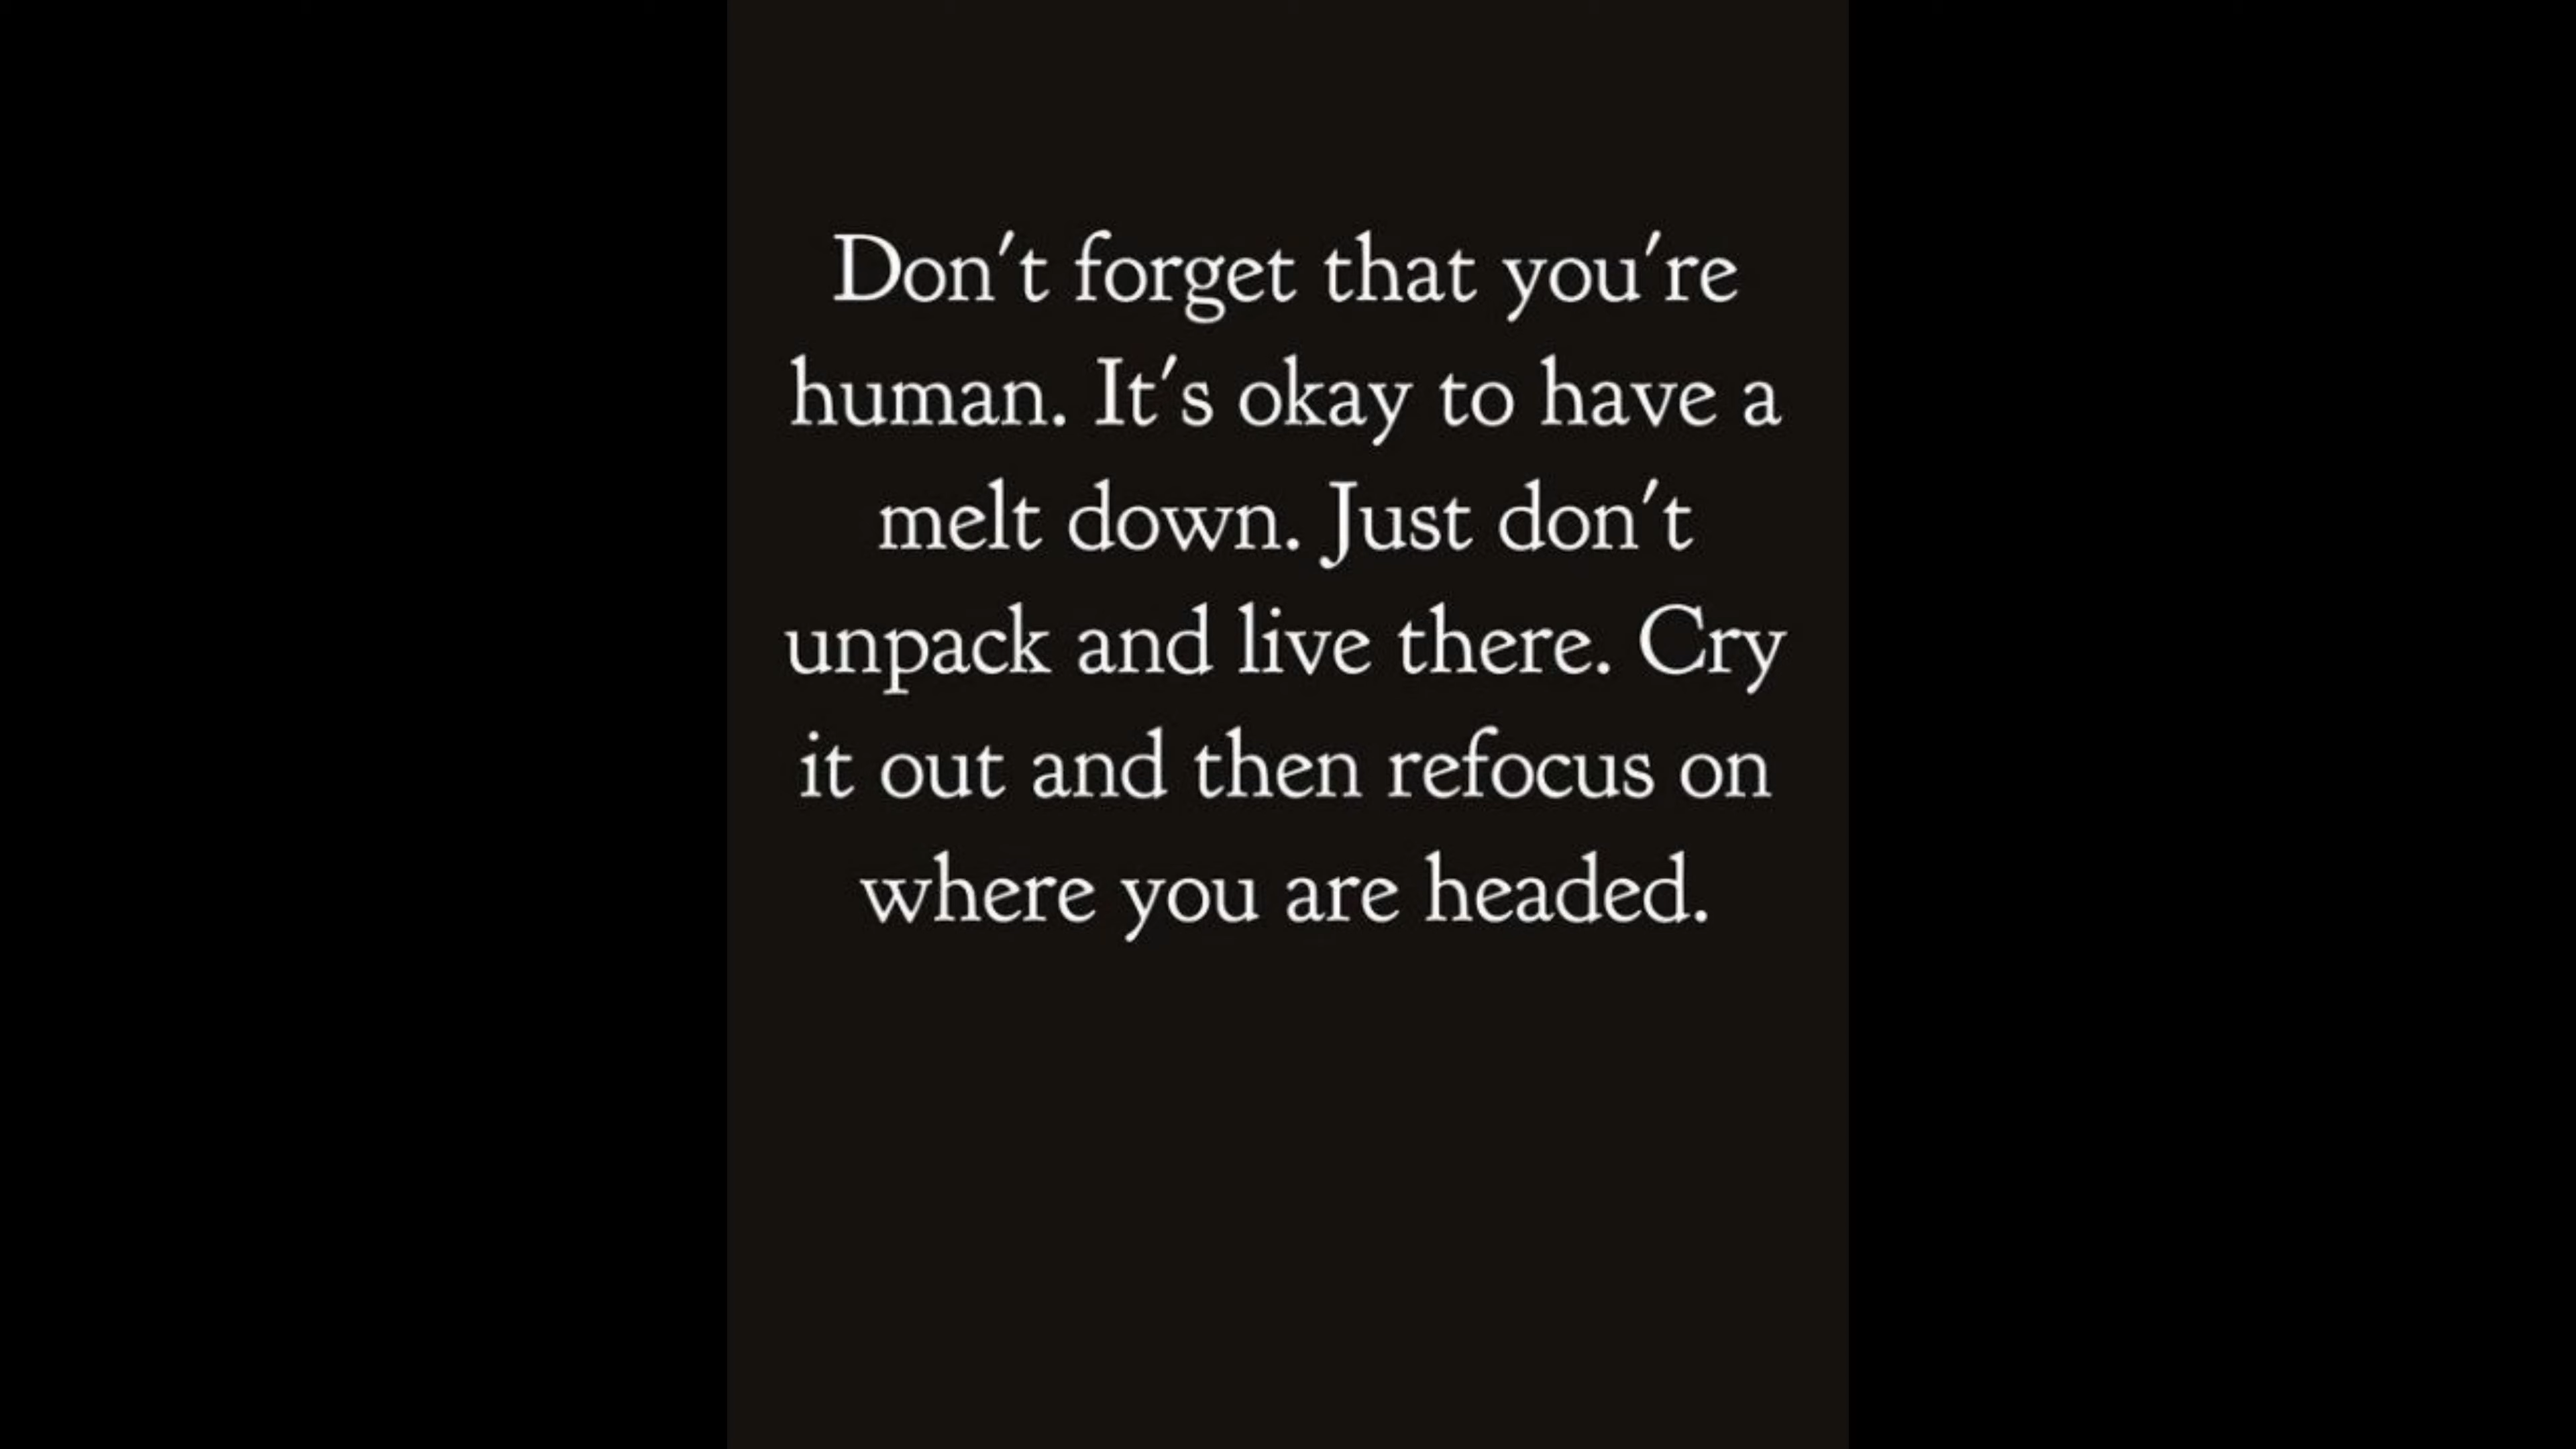 Don't forget that you're
human. It's okay to have a
melt down. Just don't
unpack and live there. Cry
it out and then refocus on
where you are headed.